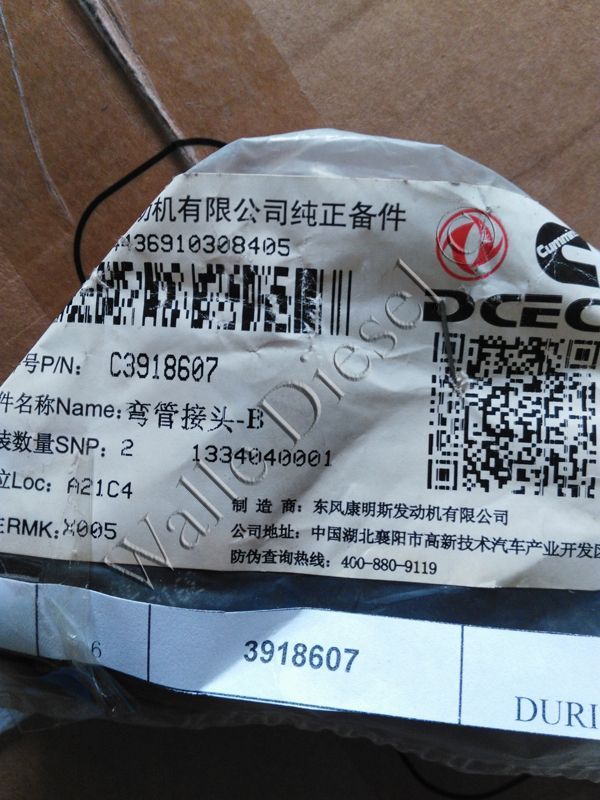 机有限公司纯正备件
36910308405
Cummin
DCEC
号P/N: C3918607
件名称Name: 弯管接头-B
装数量SNP: 2
1334040001
位Loc: A21C4
ERMK: X005
制造商: 东风康明斯发动机有限公司
公司地址: 中国湖北襄阳市高新技术汽车产业开发区
防伪查询热线: 400-880-9119
6
3918607
DURI
Walle Diesel